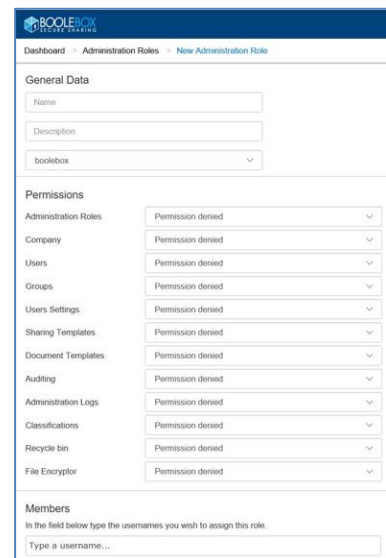 BOOLEBOX
SECURE SHARING
Dashboard > Administration Roles > New Administration Role
General Data
Name
Description
boolebox
Permissions
Administration Roles Permission denied
Company Permission denied
Users Permission denied
Groups Permission denied
Users Settings Permission denied
Sharing Templates Permission denied
Document Templates Permission denied
Auditing Permission denied
Administration Logs Permission denied
Classifications Permission denied
Recycle bin Permission denied
File Encryptor Permission denied
Members
In the field below type the usernames you wish to assign this role.
Type a username...